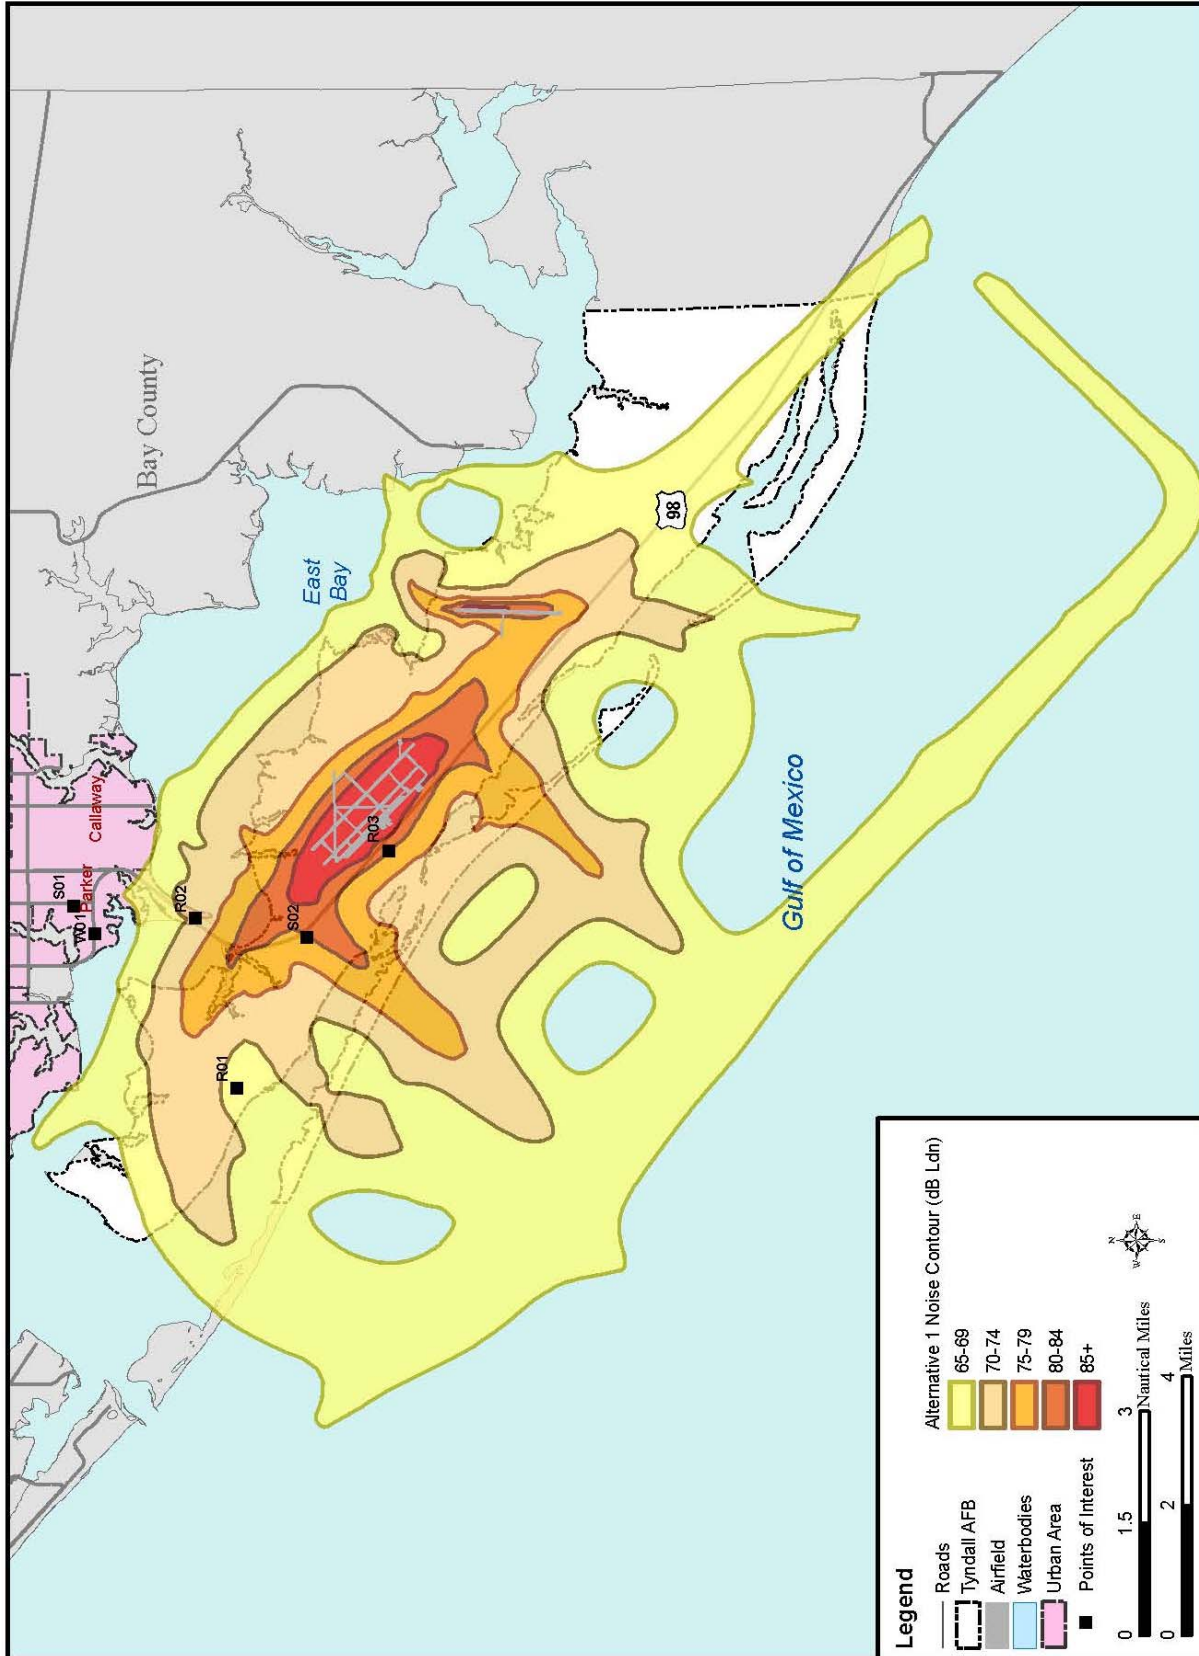 Bay County
East
Bay
98
Callaway
Parker
S01
W01
R02
R03
S02
R01
Gulf of Mexico
Legend
Roads
Tyndall AFB
Airfield
Waterbodies
Urban Area
Points of Interest
Alternative 1 Noise Contour (dB Ldn)
65-69
70-74
75-79
80-84
85+
N
E
S
W
0 1.5 3
Nautical Miles
0 2 4
Miles